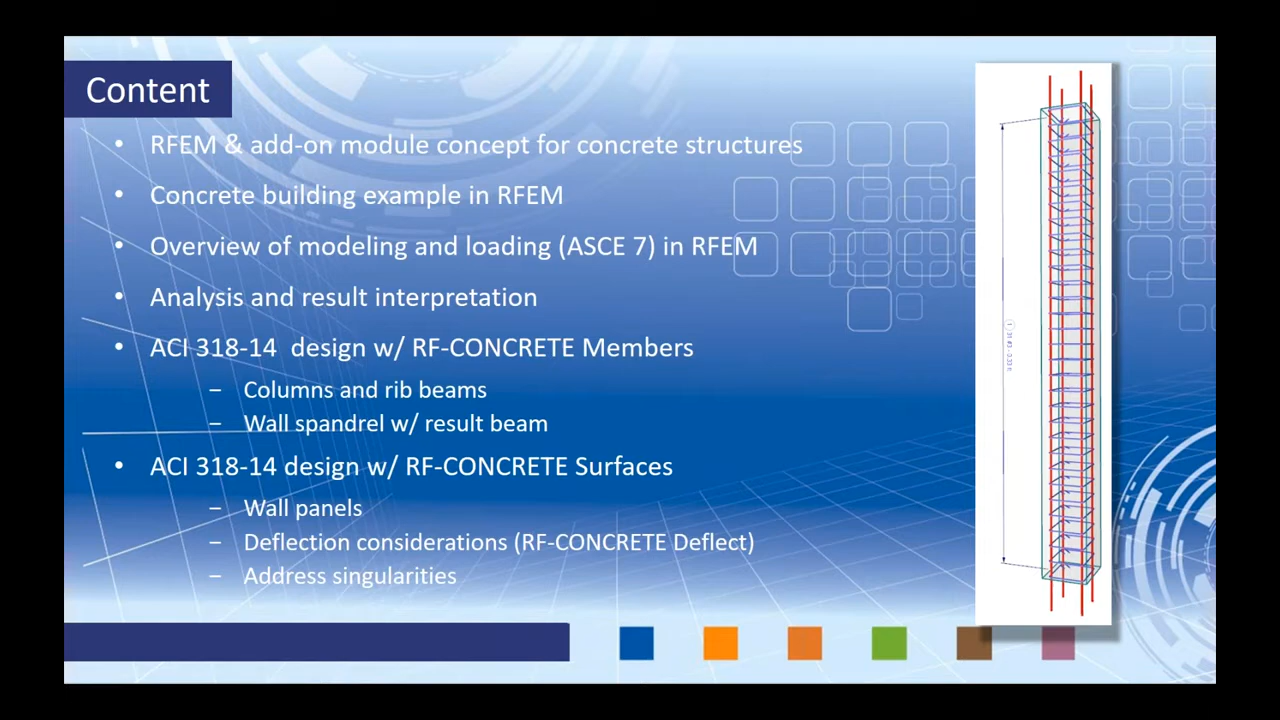 Content
• RFEM & add-on module concept for concrete structures
• Concrete building example in RFEM
• Overview of modeling and loading (ASCE 7) in RFEM
• Analysis and result interpretation
• ACI 318-14 design w/ RF-CONCRETE Members
– Columns and rib beams
– Wall spandrel w/ result beam
• ACI 318-14 design w/ RF-CONCRETE Surfaces
– Wall panels
– Deflection considerations (RF-CONCRETE Deflect)
– Address singularities